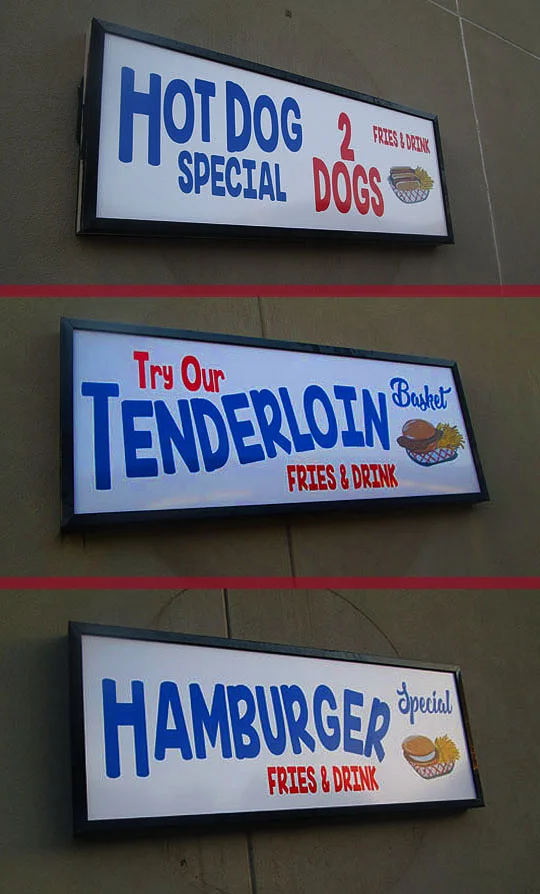 HOT DOG
SPECIAL
2
DOGS
FRIES & DRINK
Try Our
TENDERLOIN
Basket
FRIES & DRINK
HAMBURGER
Special
FRIES & DRINK